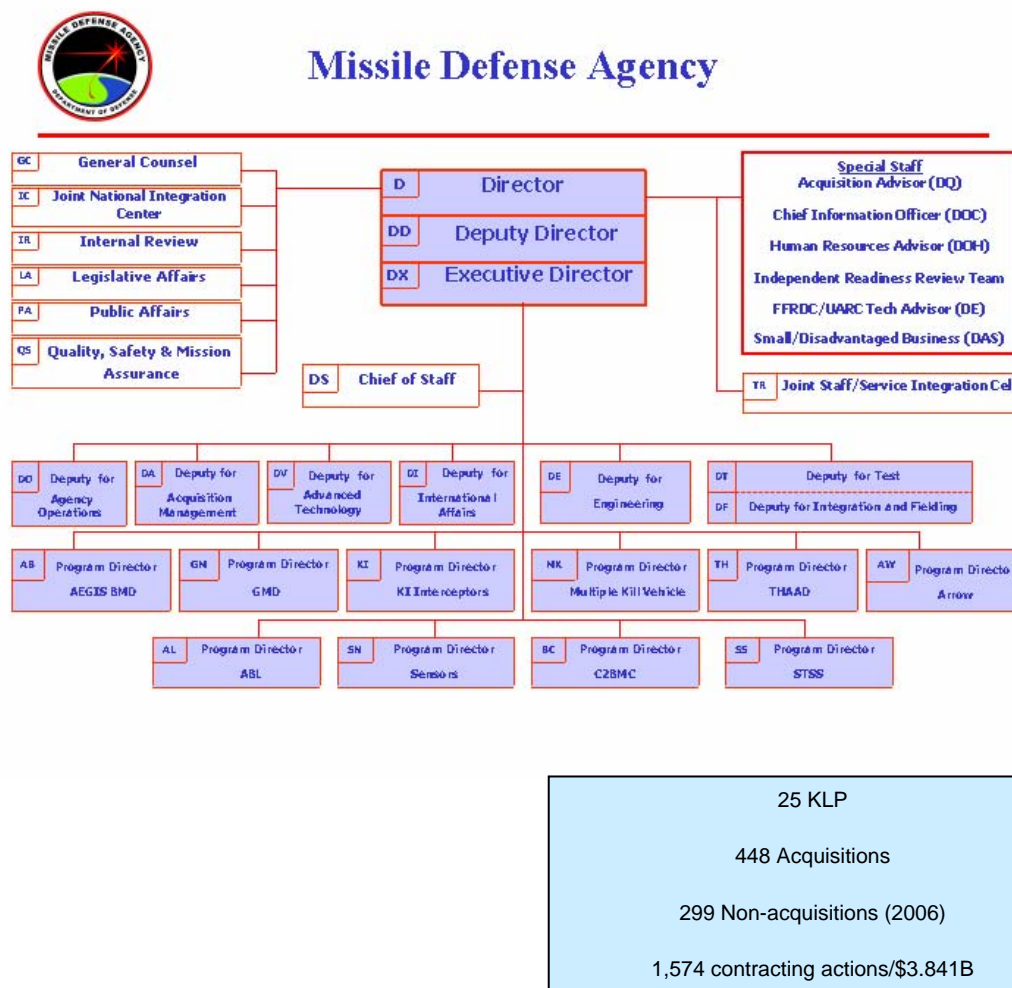 MISSILE DEFENSE AGENCY
DEPARTMENT OF DEFENSE
Missile Defense Agency
GC General Counsel
IC Joint National Integration
Center
IR Internal Review
LA Legislative Affairs
PA Public Affairs
QS Quality, Safety & Mission
Assurance
D Director
DD Deputy Director
DX Executive Director
Special Staff
Acquisition Advisor (DQ)
Chief Information Officer (DOC)
Human Resources Advisor (DOH)
Independent Readiness Review Team
FFRDC/UARC Tech Advisor (DE)
Small/Disadvantaged Business (DAS)
DS Chief of Staff
TR Joint Staff/Service Integration Cel
DO Deputy for
Agency
Operations
DA Deputy for
Acquisition
Management
DV Deputy for
Advanced
Technology
DI Deputy for
International
Affairs
DE Deputy for
Engineering
DT Deputy for Test
DF Deputy for Integration and Fielding
AB Program Director
AEGIS BMD
GM Program Director
GMD
KI Program Director
KI Interceptors
MK Program Director
Multiple Kill Vehicle
TH Program Director
THAAD
AW Program Directo
Arrow
AL Program Director
ABL
SN Program Director
Sensors
BC Program Director
C2BMC
SS Program Director
STSS
25 KLP
448 Acquisitions
299 Non-acquisitions (2006)
1,574 contracting actions/$3.841B